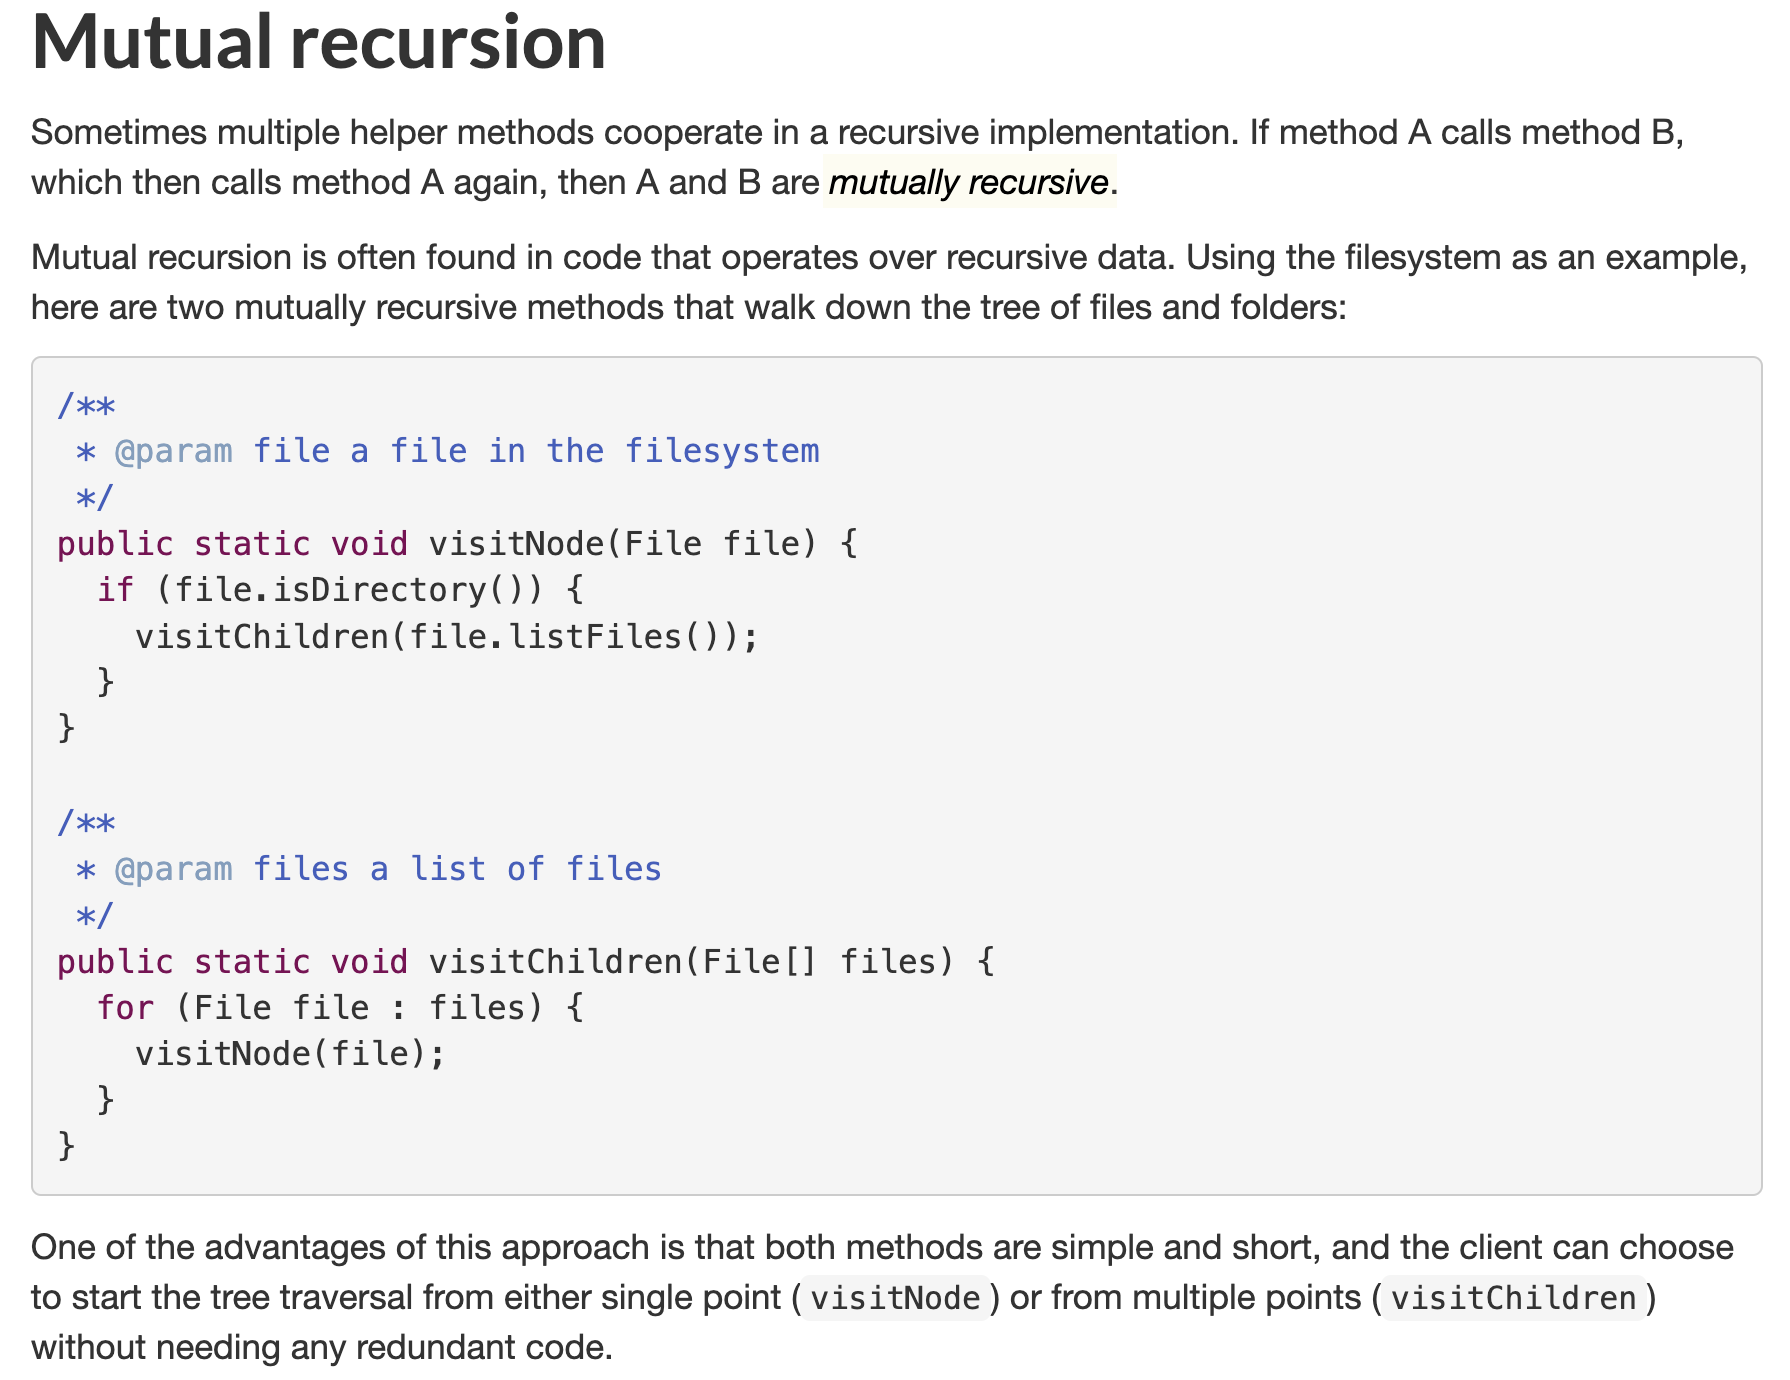 Mutual recursion
Sometimes multiple helper methods cooperate in a recursive implementation. If method A calls method B,
which then calls method A again, then A and B are mutually recursive.
Mutual recursion is often found in code that operates over recursive data. Using the filesystem as an example,
here are two mutually recursive methods that walk down the tree of files and folders:
/**
 * @param file a file in the filesystem
 */
public static void visitNode(File file) {
  if (file.isDirectory()) {
    visitChildren(file.listFiles());
  }
}
/**
 * @param files a list of files
 */
public static void visitChildren(File[] files) {
  for (File file : files) {
    visitNode(file);
  }
}
One of the advantages of this approach is that both methods are simple and short, and the client can choose
to start the tree traversal from either single point (visitNode) or from multiple points (visitChildren)
without needing any redundant code.